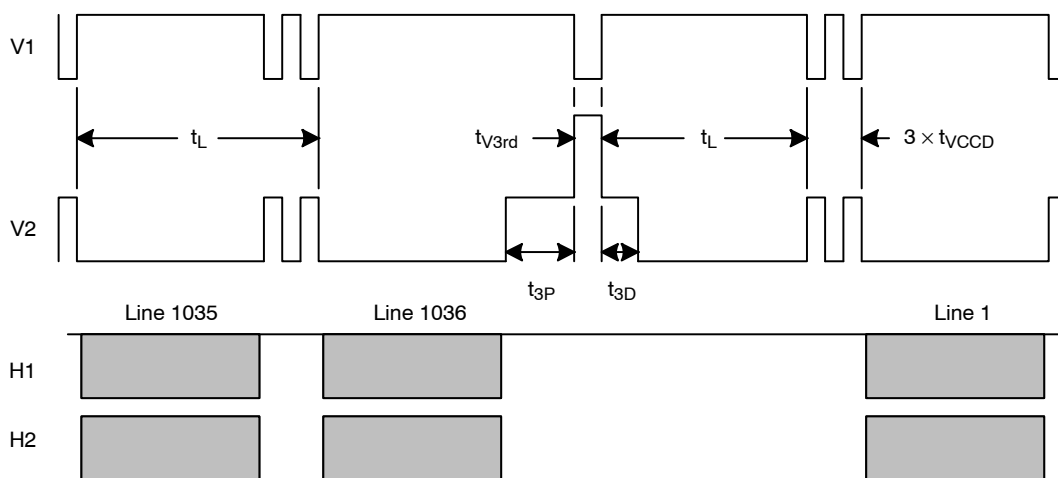 V1
tL
tV3rd
tL
3 × tVCCD
V2
t3P
t3D
Line 1035
Line 1036
Line 1
H1
H2